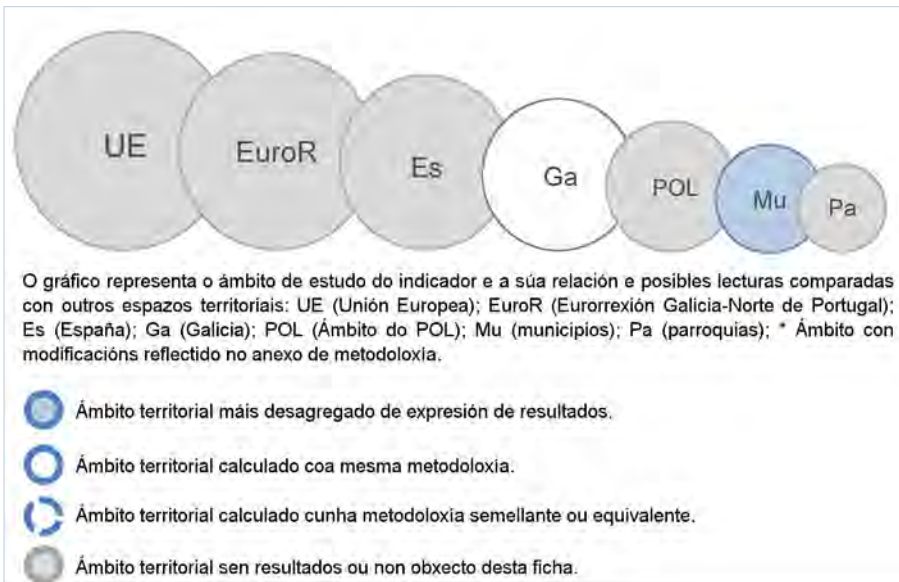 UE EuroR Es Ga POL Mu Pa
O gráfico representa o ámbito de estudo do indicador e a súa relación e posibles lecturas comparadas
con outros espazos territoriais: UE (Unión Europea); EuroR (Eurorrexión Galicia-Norte de Portugal);
Es (España); Ga (Galicia); POL (Ámbito do POL); Mu (municipios); Pa (parroquias); * Ámbito con
modificacións reflectido no anexo de metodoloxia.
Ámbito territorial máis desagregado de expresión de resultados.
Ámbito territorial calculado coa mesma metodoloxia.
Ámbito territorial calculado cunha metodoloxia semellante ou equivalente.
Ámbito territorial sen resultados ou non obxecto desta ficha.